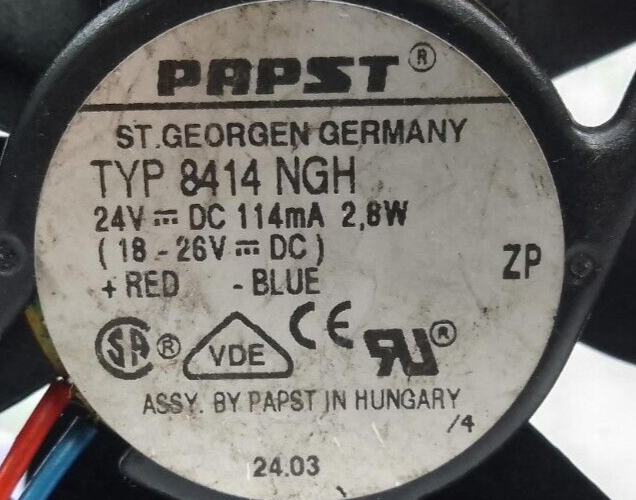 PAPST ®
ST.GEORGEN GERMANY
TYP 8414 NGH
24V ⎓ DC 114mA 2,8W
( 18 - 26V ⎓ DC )
ZP
+ RED - BLUE
SA ® VDE CE RU ®
ASSY. BY PAPST IN HUNGARY
/4
24.03